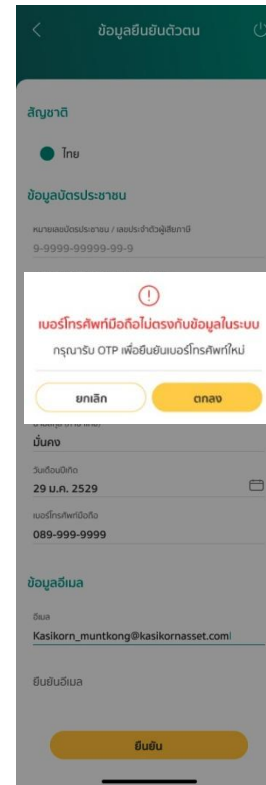 ข้อมูลยืนยันตัวตน
สัญชาติ
ไทย
ข้อมูลบัตรประชาชน
หมายเลขบัตรประชาชน / เลขประจำตัวผู้เสียภาษี
9-9999-99999-99-9
เบอร์โทรศัพท์มือถือไม่ตรงกับข้อมูลในระบบ
กรุณารับ OTP เพื่อยืนยันเบอร์โทรศัพท์ใหม่
ยกเลิก ตกลง
มั่นคง
วันเดือนปีเกิด
29 ม.ค. 2529
เบอร์โทรศัพท์มือถือ
089-999-9999
ข้อมูลอีเมล
อีเมล
Kasikorn_muntkong@kasikornasset.com
ยืนยันอีเมล
ยืนยัน